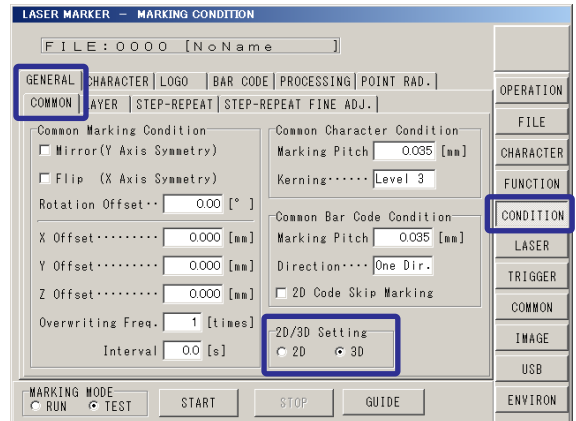 LASER MARKER － MARKING CONDITION
FILE:0000 [NoName ]
GENERAL CHARACTER LOGO BAR CODE PROCESSING POINT RAD.
COMMON LAYER STEP-REPEAT STEP-REPEAT FINE ADJ.
Common Marking Condition
Mirror(Y Axis Symmetry)
Flip (X Axis Symmetry)
Rotation Offset･･ 0.00 [° ]
X Offset･････････ 0.000 [mm]
Y Offset･････････ 0.000 [mm]
Z Offset･････････ 0.000 [mm]
Overwriting Freq. 1 [times]
Interval 0.0 [s]
Common Character Condition
Marking Pitch 0.035 [mm]
Kerning･･････ Level 3
Common Bar Code Condition
Marking Pitch 0.035 [mm]
Direction････ One Dir.
2D Code Skip Marking
2D/3D Setting
2D 3D
OPERATION
FILE
CHARACTER
FUNCTION
CONDITION
LASER
TRIGGER
COMMON
IMAGE
USB
ENVIRON
MARKING MODE
RUN TEST START STOP GUIDE